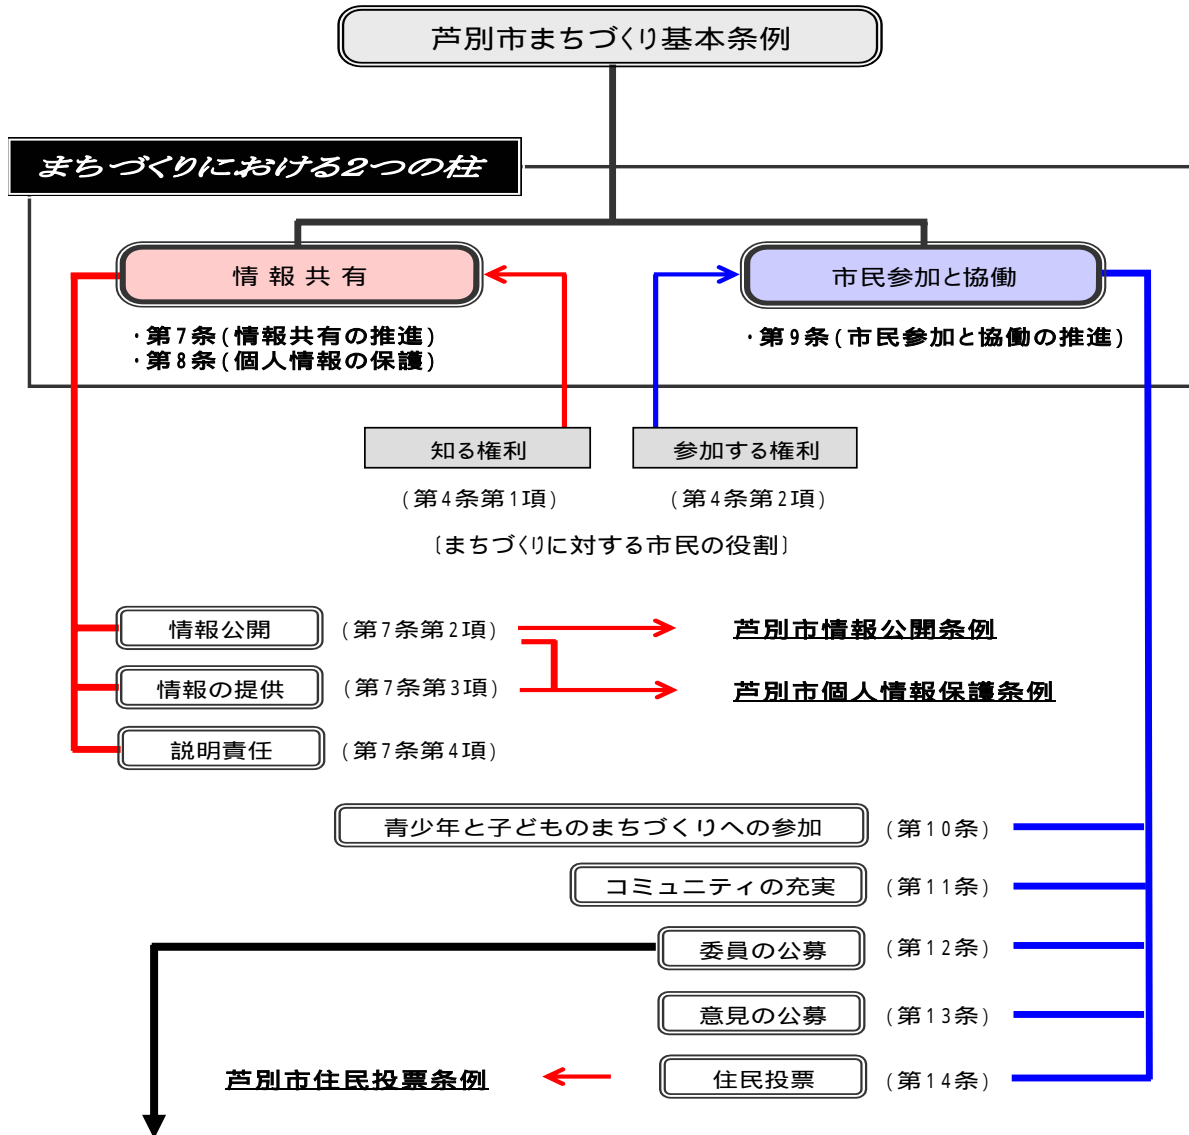 芦別市まちづくり基本条例
まちづくりにおける2つの柱
情報共有
市民参加と協働
・第7条(情報共有の推進)
・第8条(個人情報の保護)
・第9条(市民参加と協働の推進)
知る権利
参加する権利
(第4条第1項)
(第4条第2項)
〔まちづくりに対する市民の役割〕
情報公開
(第7条第2項)
芦別市情報公開条例
情報の提供
(第7条第3項)
芦別市個人情報保護条例
説明責任
(第7条第4項)
青少年と子どものまちづくりへの参加
(第10条)
コミュニティの充実
(第11条)
委員の公募
(第12条)
意見の公募
(第13条)
芦別市住民投票条例
住民投票
(第14条)